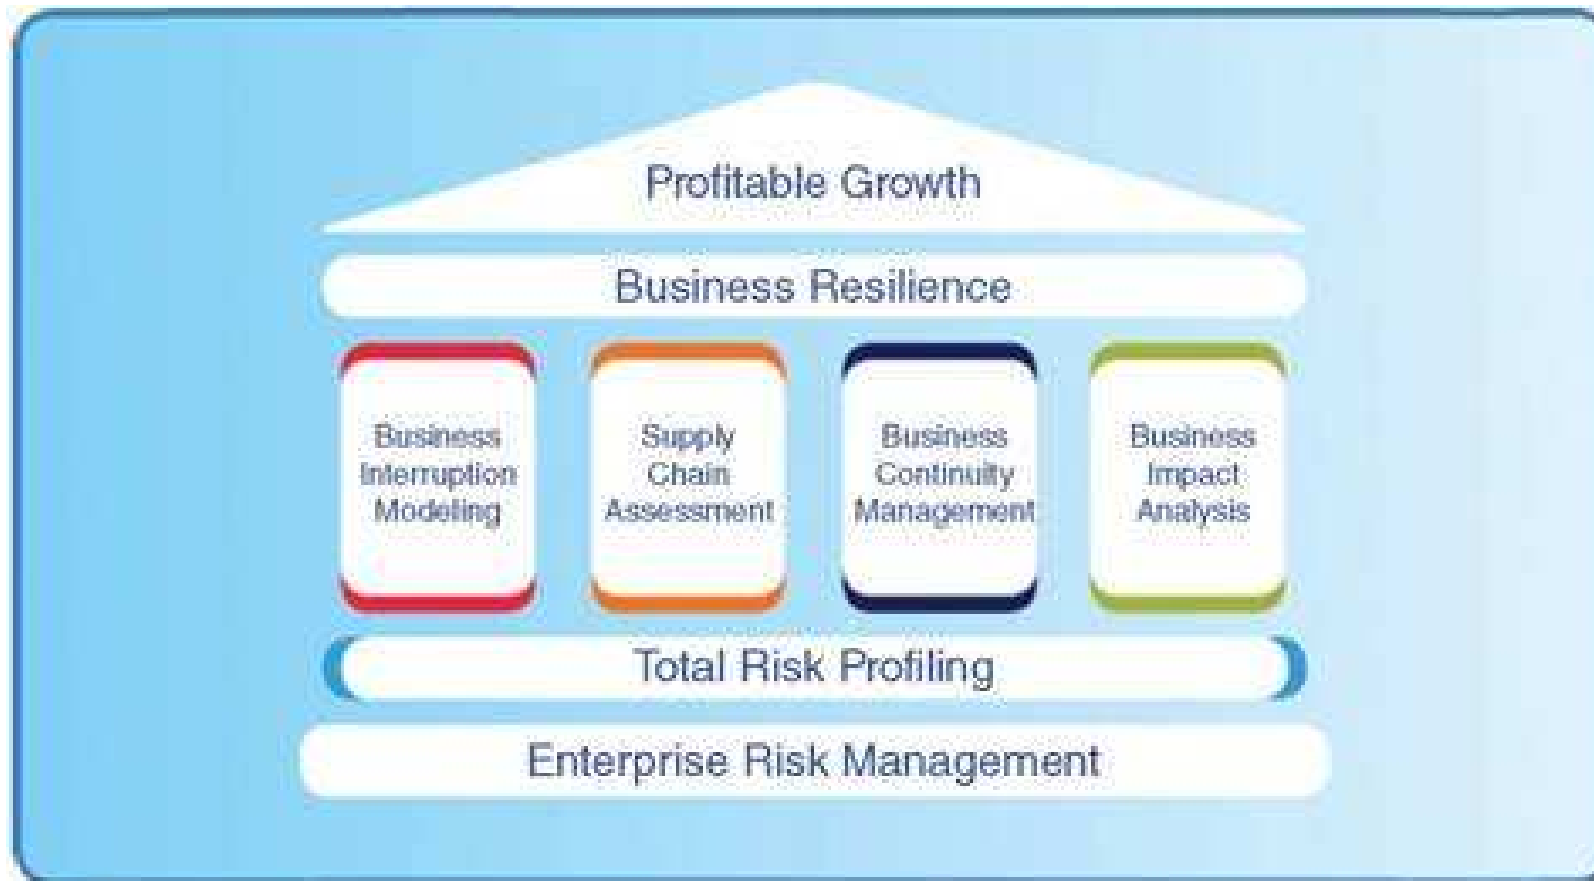 Profitable Growth
Business Resilience
Business
Interruption
Modeling
Supply
Chain
Assessment
Business
Continuity
Management
Business
Impact
Analysis
Total Risk Profiling
Enterprise Risk Management